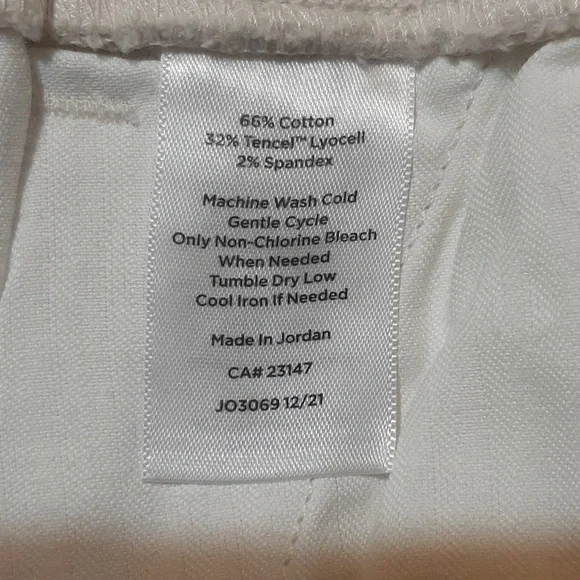 66% Cotton
32% Tencel™ Lyocell
2% Spandex
Machine Wash Cold
Gentle Cycle
Only Non-Chlorine Bleach
When Needed
Tumble Dry Low
Cool Iron If Needed
Made In Jordan
CA# 23147
JO3069 12/21